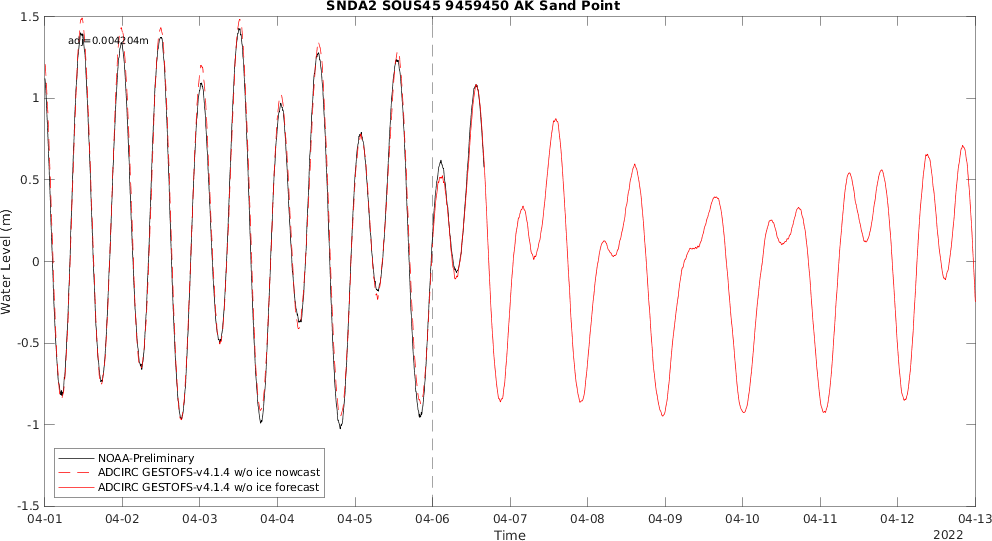 SNDA2 SOUS45 9459450 AK Sand Point
adj=0.004204m
1.5
1
0.5
0
-0.5
-1
-1.5
Water Level (m)
NOAA-Preliminary
ADCIRC GESTOFS-v4.1.4 w/o ice nowcast
ADCIRC GESTOFS-v4.1.4 w/o ice forecast
04-01 04-02 04-03 04-04 04-05 04-06 04-07 04-08 04-09 04-10 04-11 04-12 04-13
Time
2022